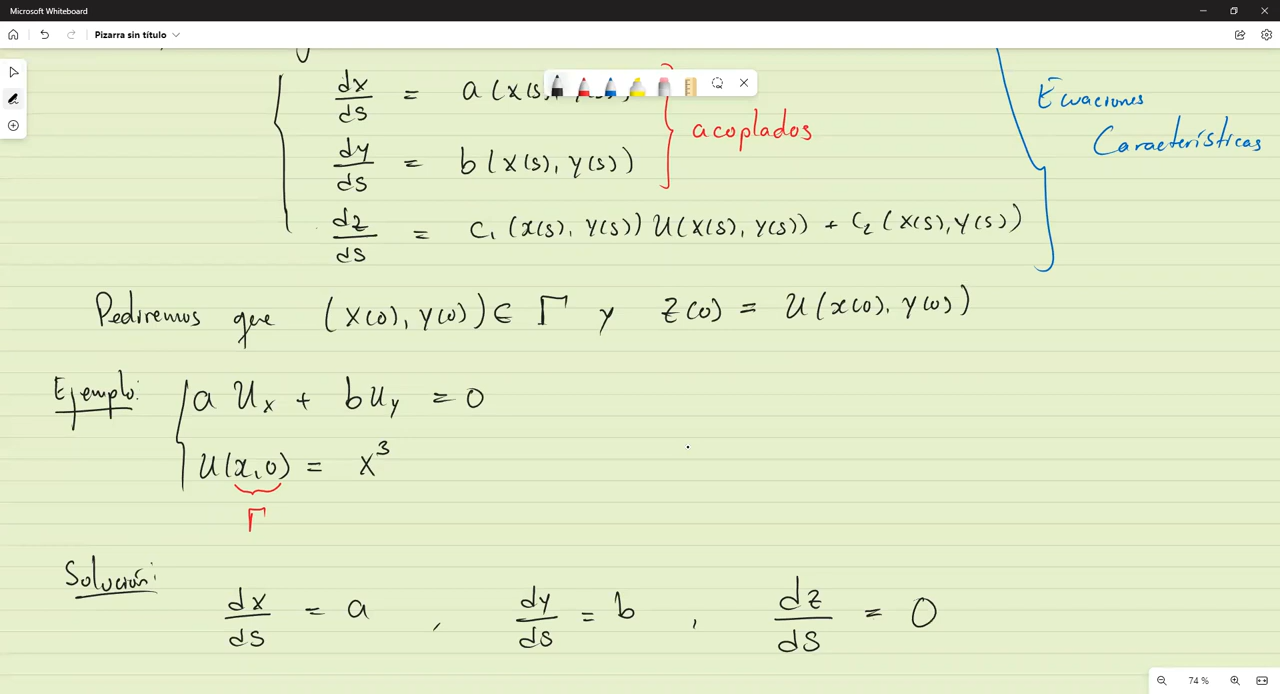 Microsoft Whiteboard
Pizarra sin título
dx/ds = a(x(s), y(s))
dy/ds = b(x(s), y(s))
acoplados
dz/ds = c₁(x(s), y(s)) u(x(s), y(s)) + c₂(x(s), y(s))
Ecuaciones
Características
Pediremos que (x(0), y(0)) ∈ Γ y z(0) = u(x(0), y(0))
Ejemplo: a uₓ + b u_y = 0
u(x,0) = x³
Γ
Solución:
dx/ds = a , dy/ds = b , dz/ds = 0
74 %